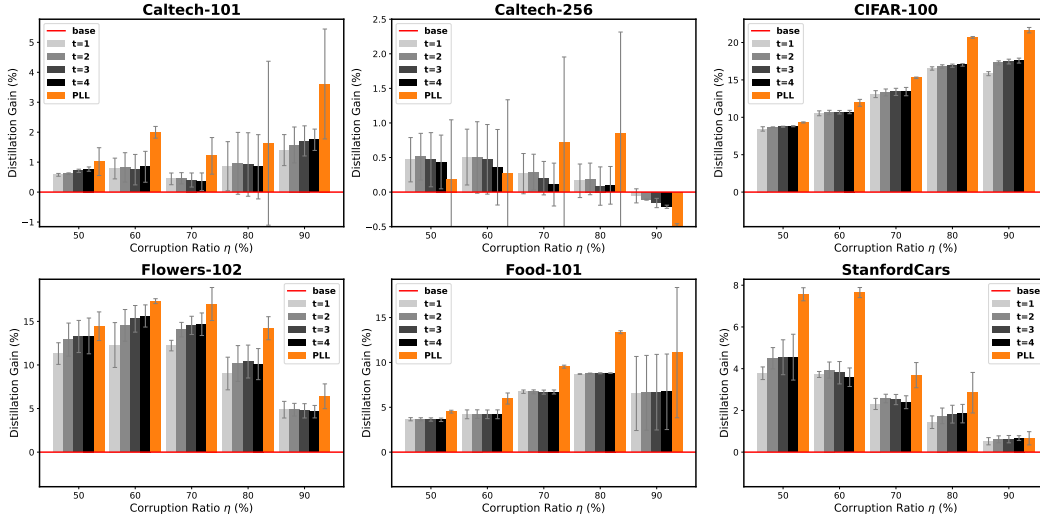 Caltech-101
Distillation Gain (%)
5
4
3
2
1
0
−1
base
t=1
t=2
t=3
t=4
PLL
50 60 70 80 90
Corruption Ratio η (%)
Caltech-256
Distillation Gain (%)
2.5
2.0
1.5
1.0
0.5
0.0
−0.5
base
t=1
t=2
t=3
t=4
PLL
50 60 70 80 90
Corruption Ratio η (%)
CIFAR-100
Distillation Gain (%)
20
15
10
5
0
base
t=1
t=2
t=3
t=4
PLL
50 60 70 80 90
Corruption Ratio η (%)
Flowers-102
Distillation Gain (%)
15
10
5
0
base
t=1
t=2
t=3
t=4
PLL
50 60 70 80 90
Corruption Ratio η (%)
Food-101
Distillation Gain (%)
15
10
5
0
base
t=1
t=2
t=3
t=4
PLL
50 60 70 80 90
Corruption Ratio η (%)
StanfordCars
Distillation Gain (%)
8
6
4
2
0
base
t=1
t=2
t=3
t=4
PLL
50 60 70 80 90
Corruption Ratio η (%)